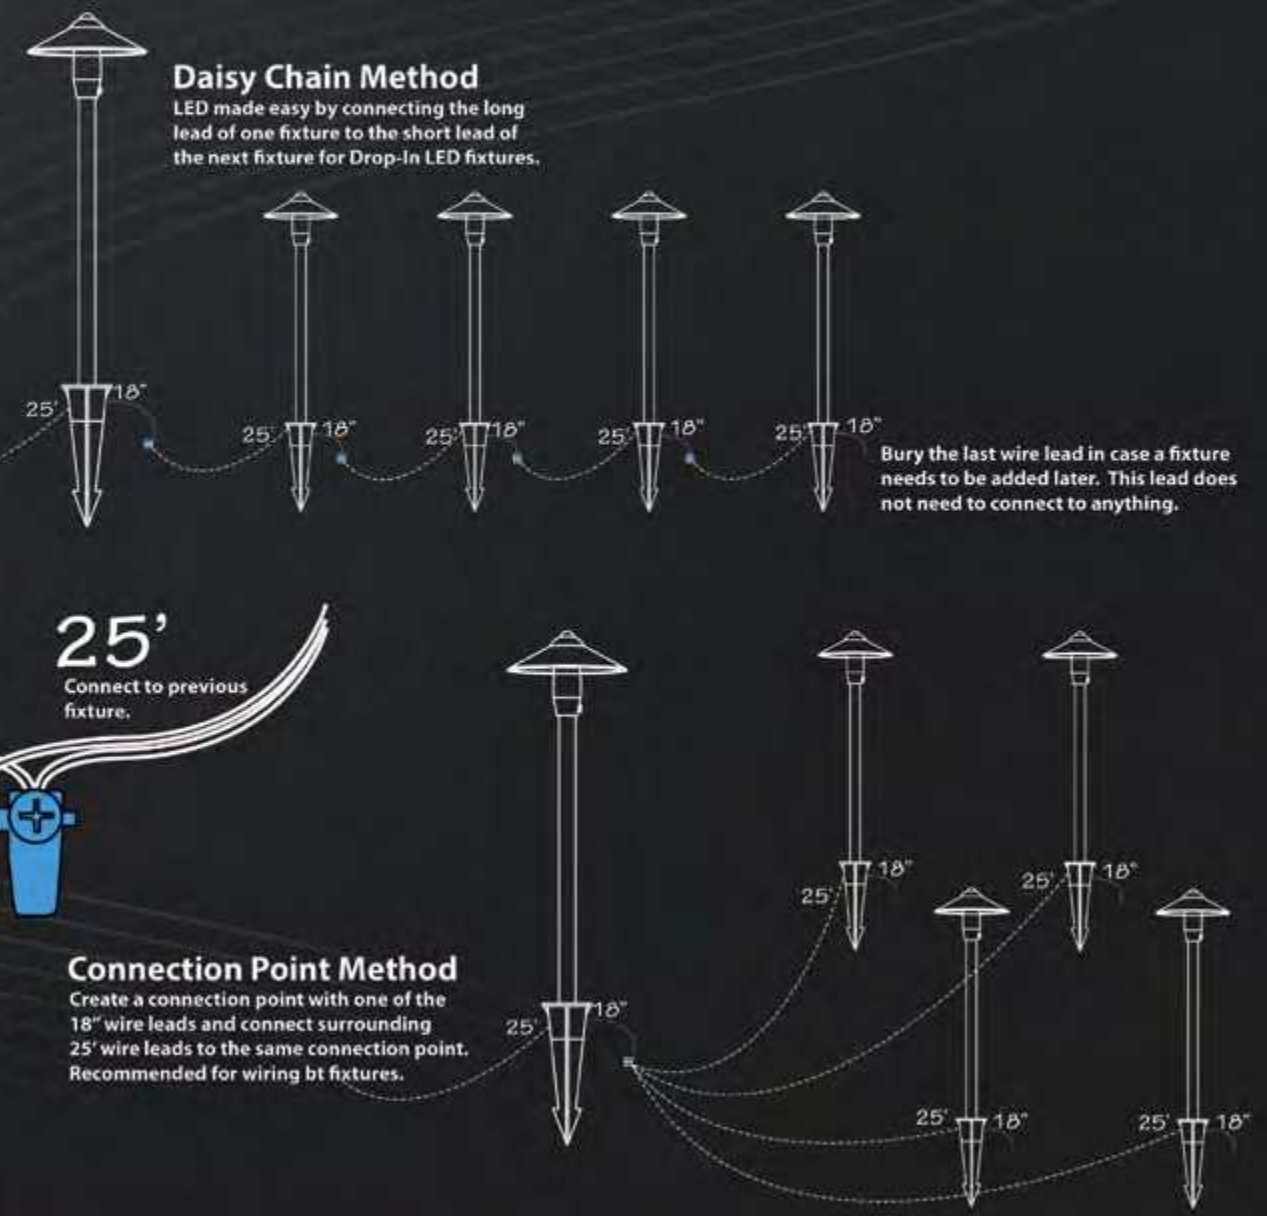 Daisy Chain Method
LED made easy by connecting the long
lead of one fixture to the short lead of
the next fixture for Drop-In LED fixtures.
25' 18"
25' 18" 25' 18" 25' 18" 25' 18"
Bury the last wire lead in case a fixture
needs to be added later. This lead does
not need to connect to anything.
25'
Connect to previous
fixture.
25' 18" 25' 18"
Connection Point Method
Create a connection point with one of the
18" wire leads and connect surrounding
25' wire leads to the same connection point.
Recommended for wiring bt fixtures.
25' 18"
25' 18" 25' 18"